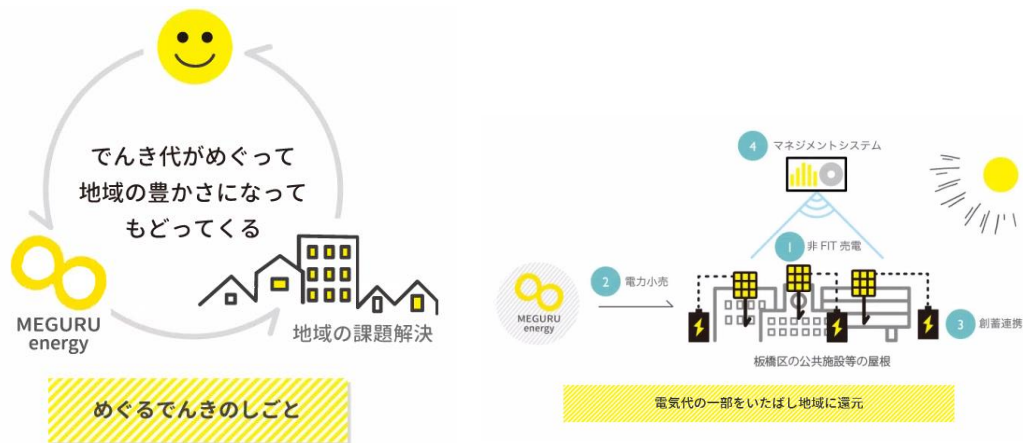 でんき代がめぐって
地域の豊かさになって
もどってくる
MEGURU
energy
地域の課題解決
めぐるでんきのしごと
4 マネジメントシステム
1 非 FIT 売電
2 電力小売
MEGURU
energy
3 創蓄連携
板橋区の公共施設等の屋根
電気代の一部をいたばし地域に還元